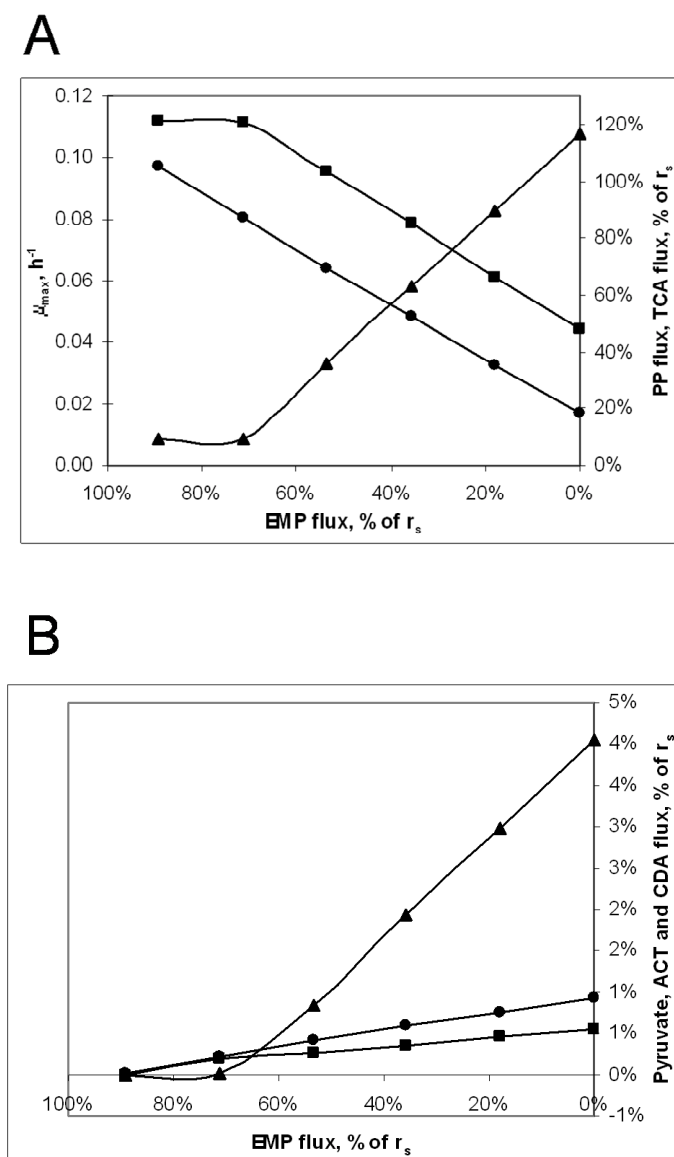 A
0.12
0.10
0.08
0.06
0.04
0.02
0.00
μmax, h-1
120%
100%
80%
60%
40%
20%
0%
PP flux, TCA flux, % of rs
100% 80% 60% 40% 20% 0%
EMP flux, % of rs
B
5%
4%
4%
3%
3%
2%
2%
1%
1%
0%
-1%
Pyruvate, ACT and CDA flux, % of rs
100% 80% 60% 40% 20% 0%
EMP flux, % of rs